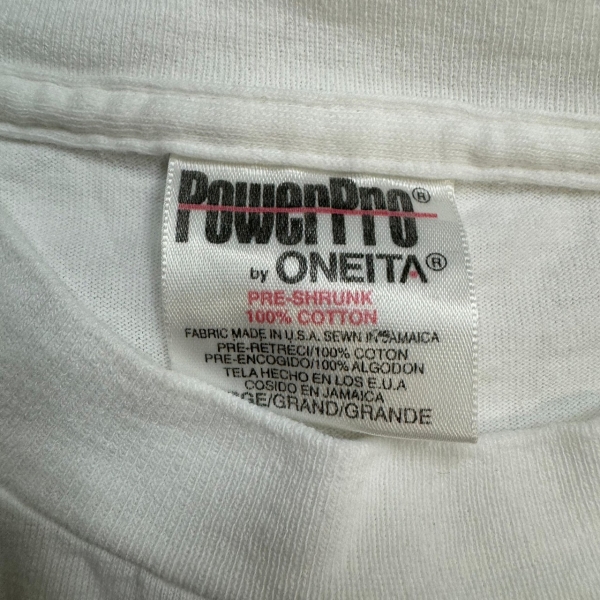 PowerPro®
by ONEITA®
PRE-SHRUNK
100% COTTON
FABRIC MADE IN U.S.A. SEWN IN JAMAICA
PRE-RETRECI/100% COTON
PRE-ENCOGIDO/100% ALGODON
TELA HECHO EN LOS E.U.A
COSIDO EN JAMAICA
GE/GRAND/GRANDE